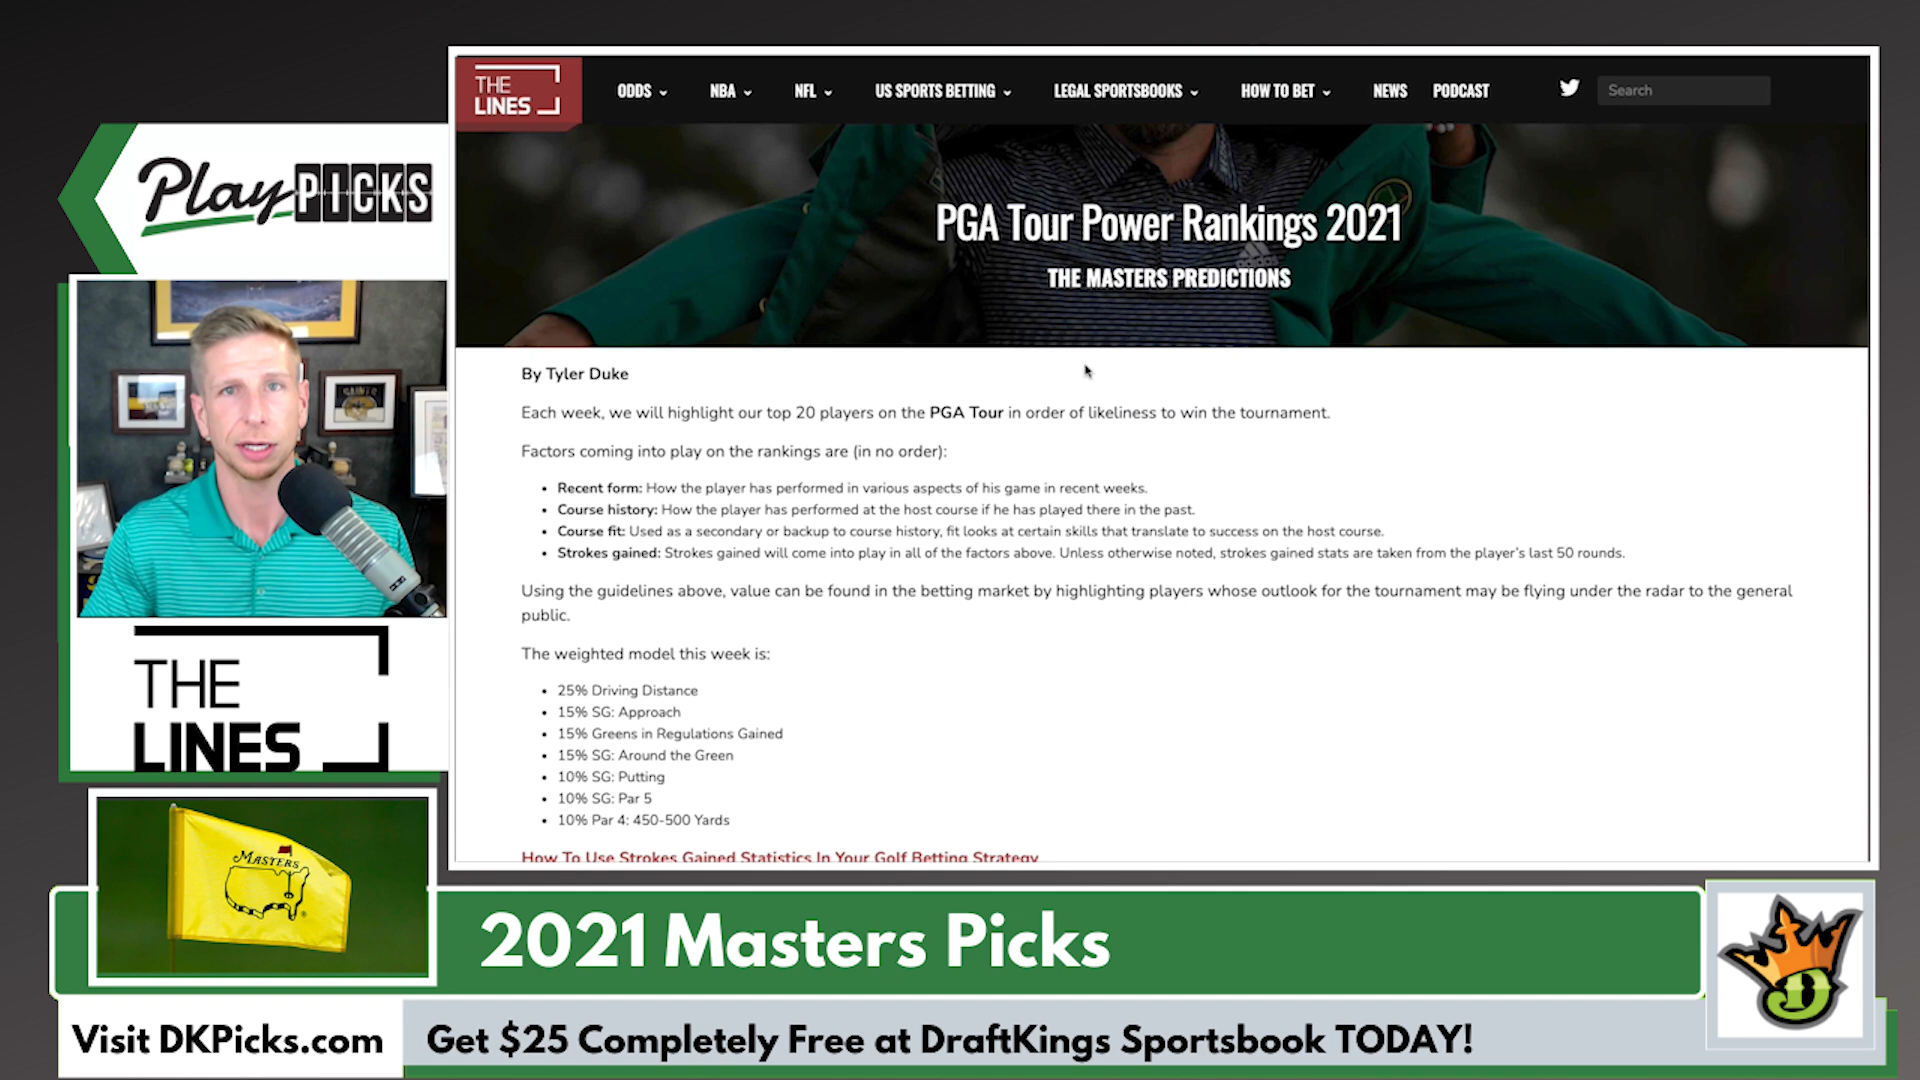 THE
LINES
ODDS
NBA
NFL
US SPORTS BETTING
LEGAL SPORTSBOOKS
HOW TO BET
NEWS
PODCAST
Search
PGA Tour Power Rankings 2021
THE MASTERS PREDICTIONS
By Tyler Duke
Each week, we will highlight our top 20 players on the PGA Tour in order of likeliness to win the tournament.
Factors coming into play on the rankings are (in no order):
• Recent form: How the player has performed in various aspects of his game in recent weeks.
• Course history: How the player has performed at the host course if he has played there in the past.
• Course fit: Used as a secondary or backup to course history, fit looks at certain skills that translate to success on the host course.
• Strokes gained: Strokes gained will come into play in all of the factors above. Unless otherwise noted, strokes gained stats are taken from the player's last 50 rounds.
Using the guidelines above, value can be found in the betting market by highlighting players whose outlook for the tournament may be flying under the radar to the general
public.
The weighted model this week is:
• 25% Driving Distance
• 15% SG: Approach
• 15% Greens in Regulations Gained
• 15% SG: Around the Green
• 10% SG: Putting
• 10% SG: Par 5
• 10% Par 4: 450-500 Yards
How To Use Strokes Gained Statistics In Your Golf Betting Strategy
Play PICKS
THE
LINES
MASTERS
2021 Masters Picks
D
Visit DKPicks.com
Get $25 Completely Free at DraftKings Sportsbook TODAY!